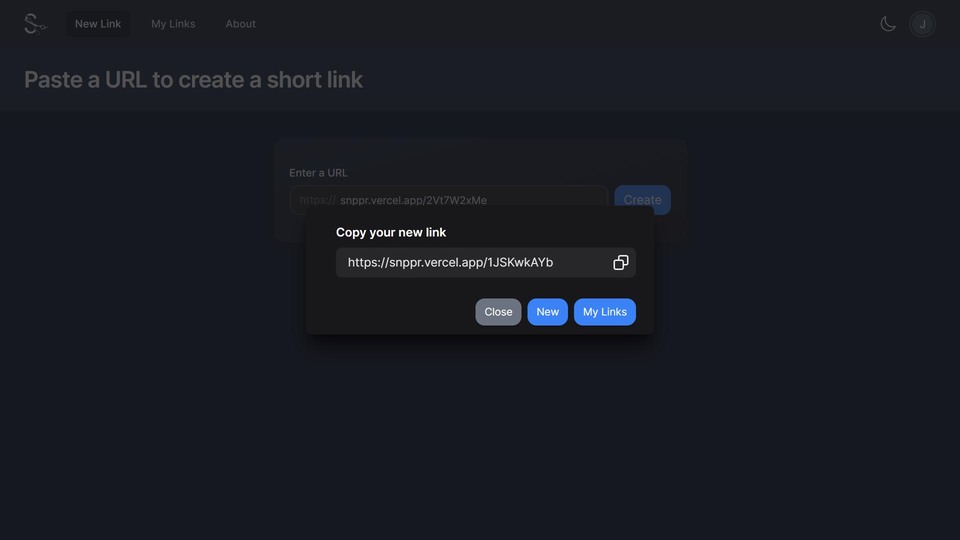 New Link
My Links
About
J
Paste a URL to create a short link
Enter a URL
https:// snppr.vercel.app/2Vt7W2xMe
Create
Copy your new link
https://snppr.vercel.app/1JSKwkAYb
Close
New
My Links